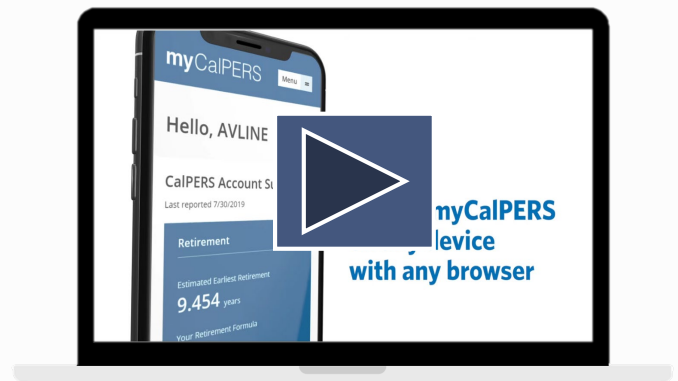 myCalPERS
Menu =
Hello, AVLINE
CalPERS Account
Last reported 7/30/2019
Retirement
Estimated Earliest Retirement
9.454 years
Your Retirement Formula
myCalPERS
device
with any browser